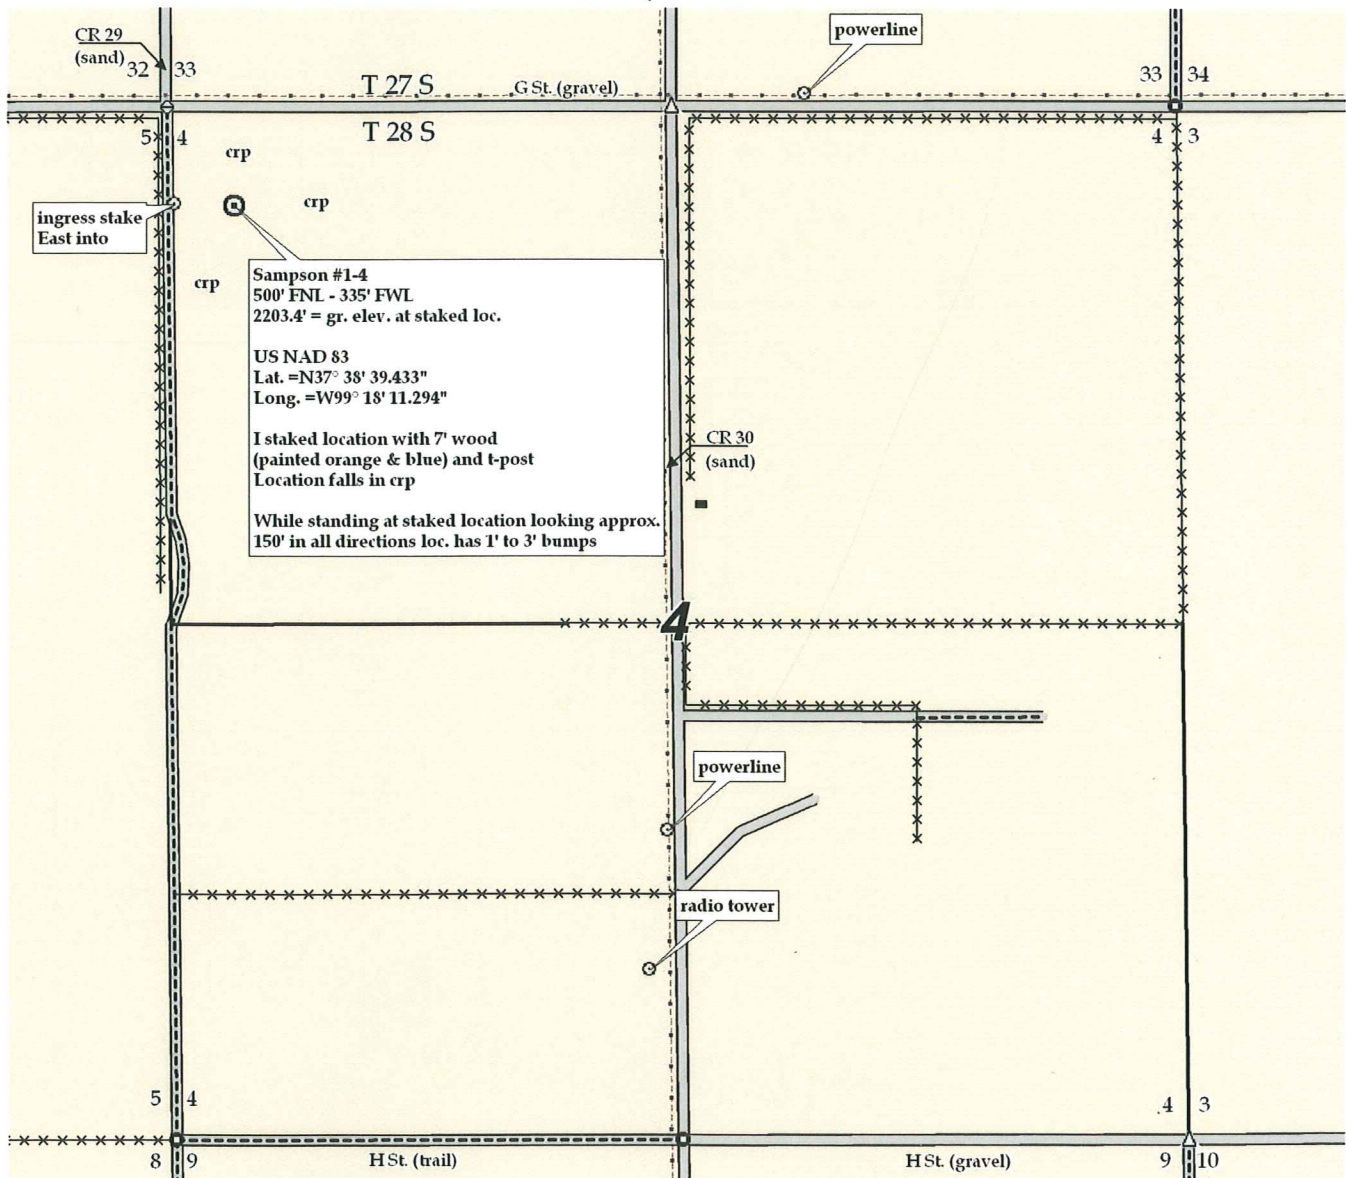 CR 29
(sand)
32 33
T 27 S
G St. (gravel)
powerline
33 34
5 4
T 28 S
4 3
crp
crp
ingress stake
East into
crp
Sampson #1-4
500' FNL - 335' FWL
2203.4' = gr. elev. at staked loc.
US NAD 83
Lat. =N37° 38' 39.433"
Long. =W99° 18' 11.294"
I staked location with 7' wood
(painted orange & blue) and t-post
Location falls in crp
While standing at staked location looking approx.
150' in all directions loc. has 1' to 3' bumps
CR 30
(sand)
4
powerline
radio tower
5 4
4 3
8 9
H St. (trail)
H St. (gravel)
9 10